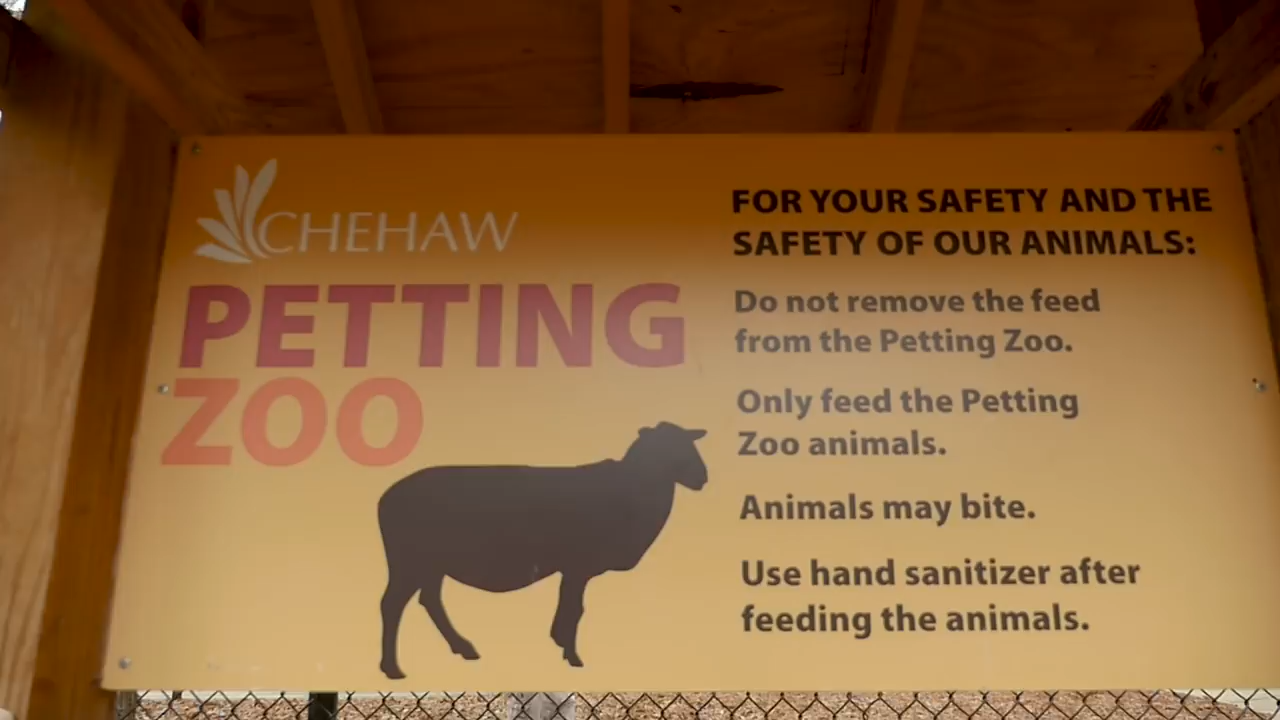 CHEHAW
PETTING
ZOO
FOR YOUR SAFETY AND THE
SAFETY OF OUR ANIMALS:
Do not remove the feed
from the Petting Zoo.
Only feed the Petting
Zoo animals.
Animals may bite.
Use hand sanitizer after
feeding the animals.